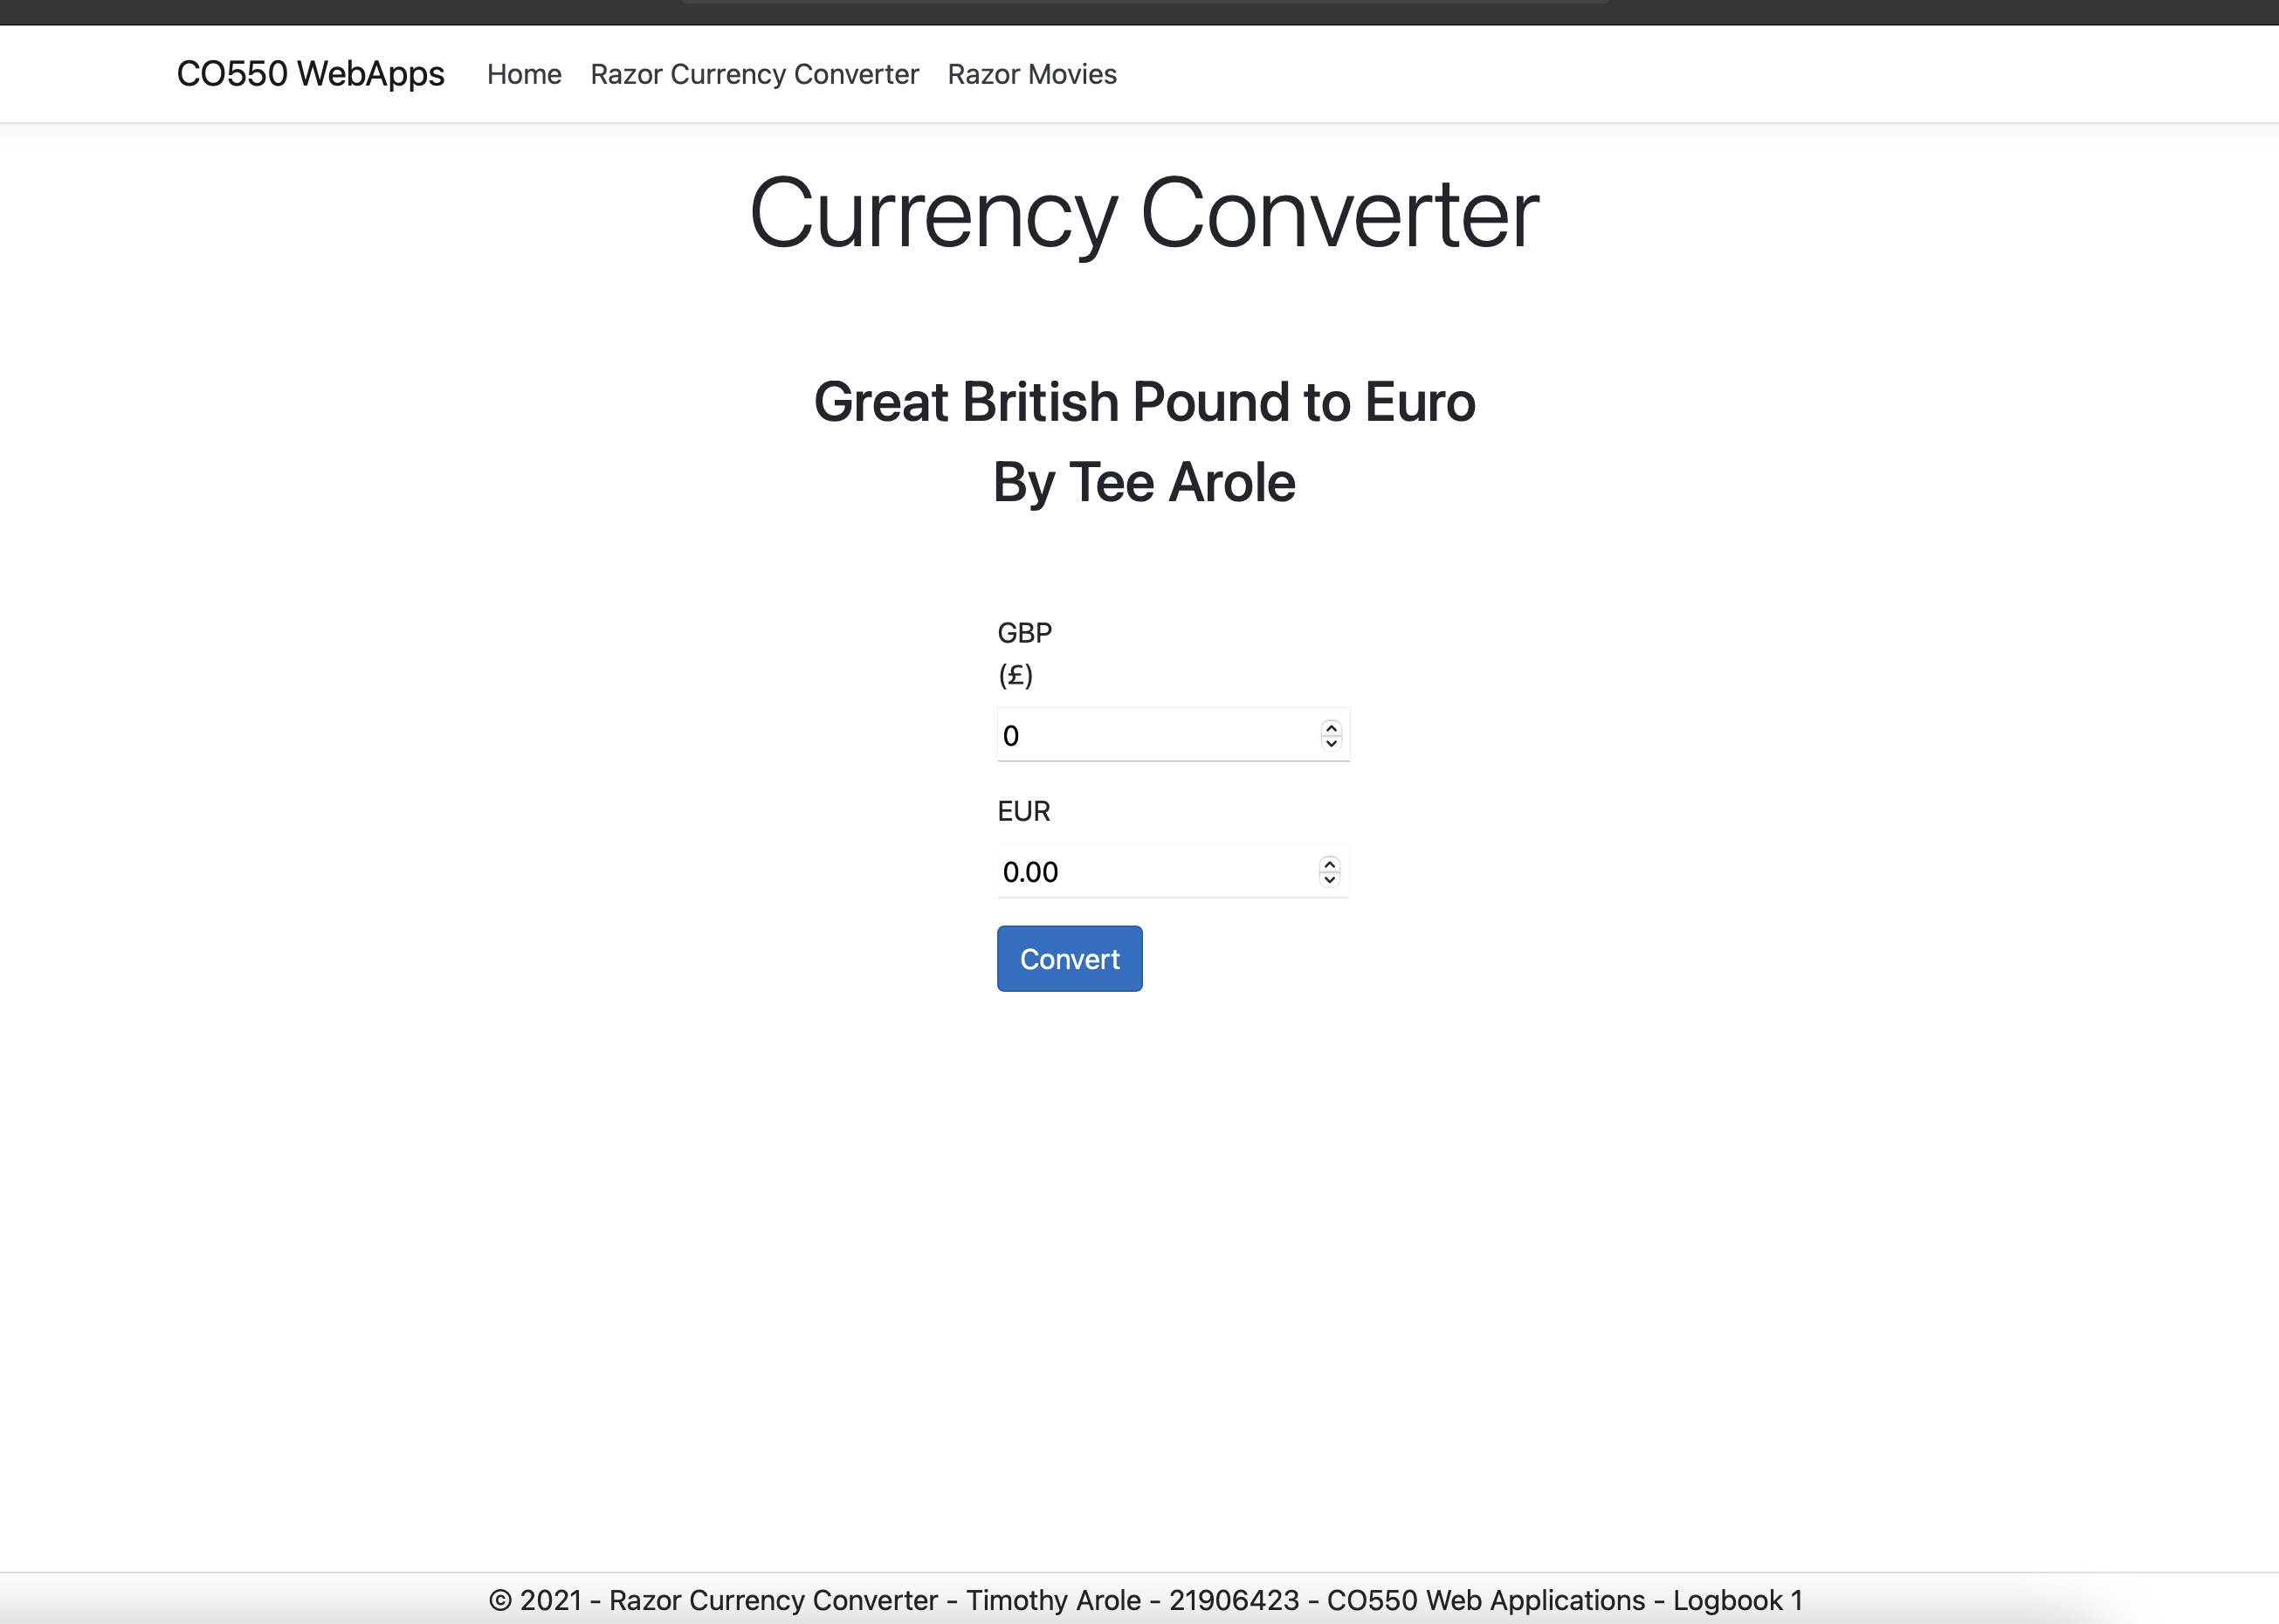 CO550 WebApps Home Razor Currency Converter Razor Movies
Currency Converter
Great British Pound to Euro
By Tee Arole
GBP
(£)
0
EUR
0.00
Convert
© 2021 - Razor Currency Converter - Timothy Arole - 21906423 - CO550 Web Applications - Logbook 1